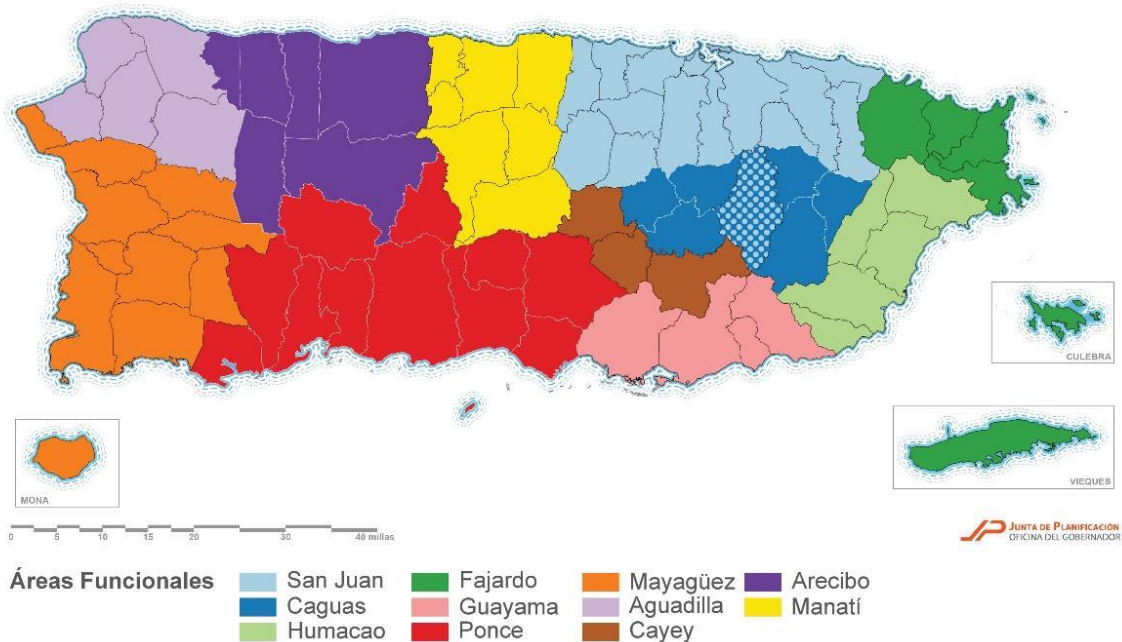 CULEBRA
MONA
VIEQUES
0 5 10 15 20 30 40 millas
JP JUNTA DE PLANIFICACIÓN
OFICINA DEL GOBERNADOR
Áreas Funcionales
San Juan Fajardo Mayagüez Arecibo
Caguas Guayama Aguadilla Manatí
Humacao Ponce Cayey